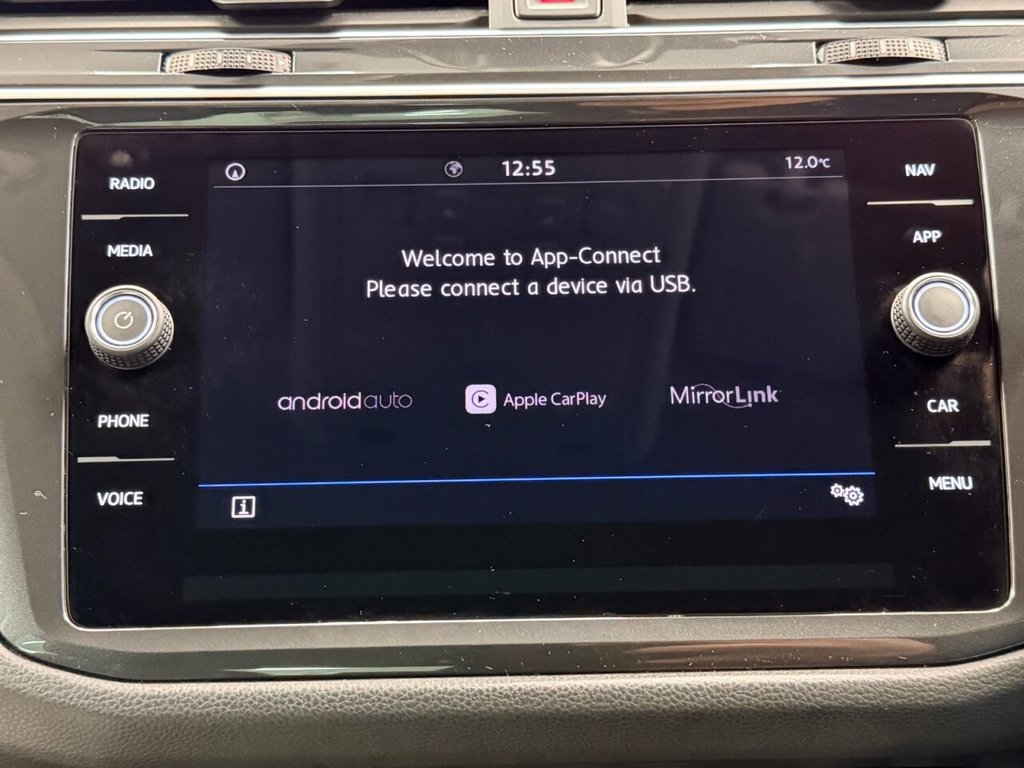 12:55
12.0°C
RADIO
NAV
MEDIA
APP
Welcome to App-Connect
Please connect a device via USB.
androidauto
Apple CarPlay
MirrorLink
PHONE
CAR
VOICE
MENU
i